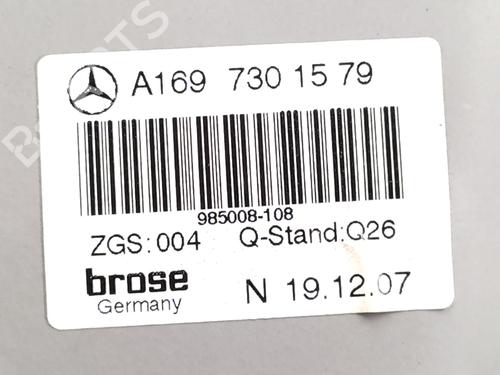 A169 730 15 79
985008-108
ZGS:004 Q-Stand:Q26
brose
Germany
N 19.12.07